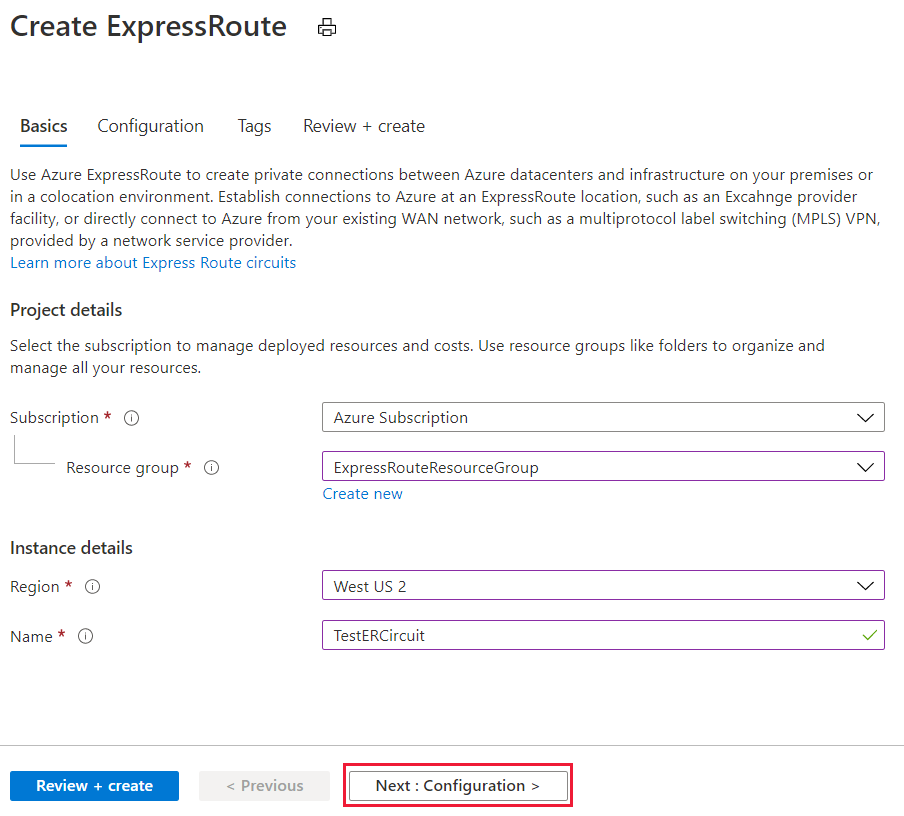 Create ExpressRoute
Basics Configuration Tags Review + create
Use Azure ExpressRoute to create private connections between Azure datacenters and infrastructure on your premises or
in a colocation environment. Establish connections to Azure at an ExpressRoute location, such as an Excahnge provider
facility, or directly connect to Azure from your existing WAN network, such as a multiprotocol label switching (MPLS) VPN,
provided by a network service provider.
Learn more about Express Route circuits
Project details
Select the subscription to manage deployed resources and costs. Use resource groups like folders to organize and
manage all your resources.
Subscription * Azure Subscription
Resource group * ExpressRouteResourceGroup
Create new
Instance details
Region * West US 2
Name * TestERCircuit
Review + create < Previous Next : Configuration >